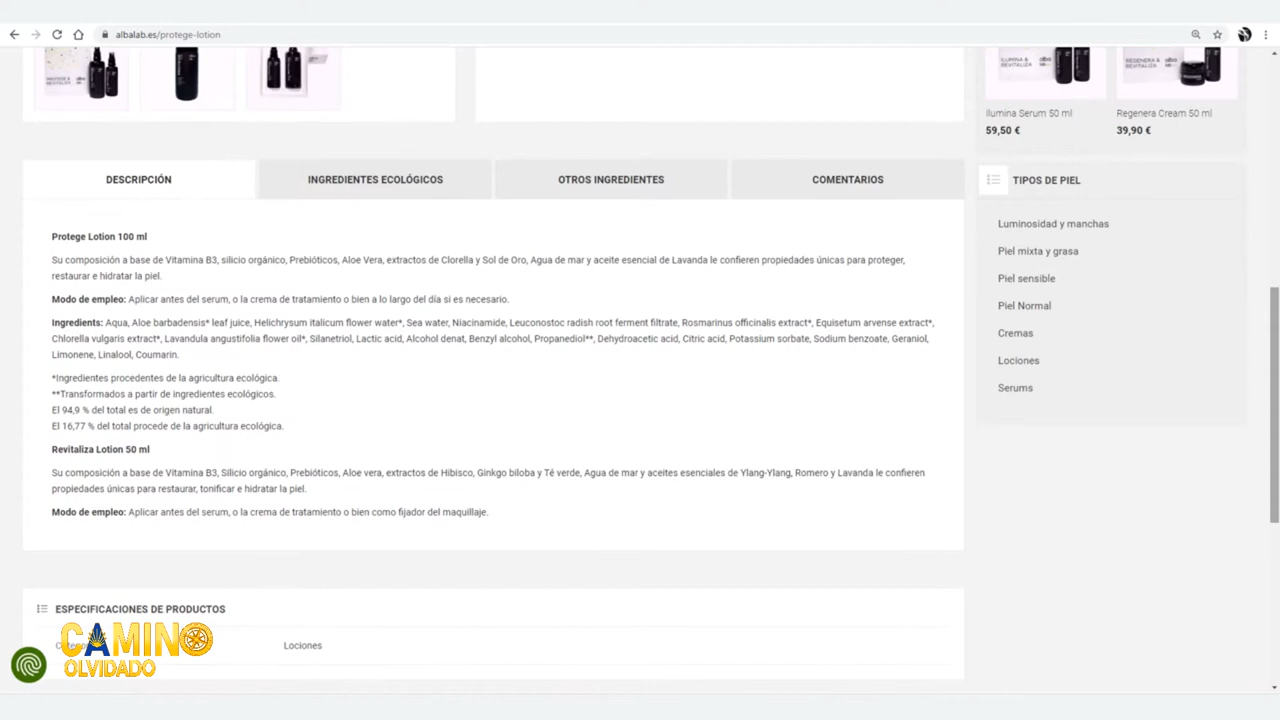 albalab.es/protege-lotion
Ilumina Serum 50 ml
Regenera Cream 50 ml
59,50 €
39,90 €
DESCRIPCIÓN
INGREDIENTES ECOLÓGICOS
OTROS INGREDIENTES
COMENTARIOS
TIPOS DE PIEL
Luminosidad y manchas
Piel mixta y grasa
Piel sensible
Piel Normal
Cremas
Lociones
Serums
Protege Lotion 100 ml
Su composición a base de Vitamina B3, silicio orgánico, Prebióticos, Aloe Vera, extractos de Clorella y Sol de Oro, Agua de mar y aceite esencial de Lavanda le confieren propiedades únicas para proteger,
restaurar e hidratar la piel.
Modo de empleo: Aplicar antes del serum, o la crema de tratamiento o bien a lo largo del día si es necesario.
Ingredients: Aqua, Aloe barbadensis* leaf juice, Helichrysum italicum flower water*, Sea water, Niacinamide, Leuconostoc radish root ferment filtrate, Rosmarinus officinalis extract*, Equisetum arvense extract*,
Chlorella vulgaris extract*, Lavandula angustifolia flower oil*, Silanetriol, Lactic acid, Alcohol denat, Benzyl alcohol, Propanediol**, Dehydroacetic acid, Citric acid, Potassium sorbate, Sodium benzoate, Geraniol,
Limonene, Linalool, Coumarin.
*Ingredientes procedentes de la agricultura ecológica.
**Transformados a partir de ingredientes ecológicos.
El 94,9 % del total es de origen natural.
El 16,77 % del total procede de la agricultura ecológica.
Revitaliza Lotion 50 ml
Su composición a base de Vitamina B3, Silicio orgánico, Prebióticos, Aloe vera, extractos de Hibisco, Ginkgo biloba y Té verde, Agua de mar y aceites esenciales de Ylang-Ylang, Romero y Lavanda le confieren
propiedades únicas para restaurar, tonificar e hidratar la piel.
Modo de empleo: Aplicar antes del serum, o la crema de tratamiento o bien como fijador del maquillaje.
ESPECIFICACIONES DE PRODUCTOS
Lociones
CAMINO
OLVIDADO